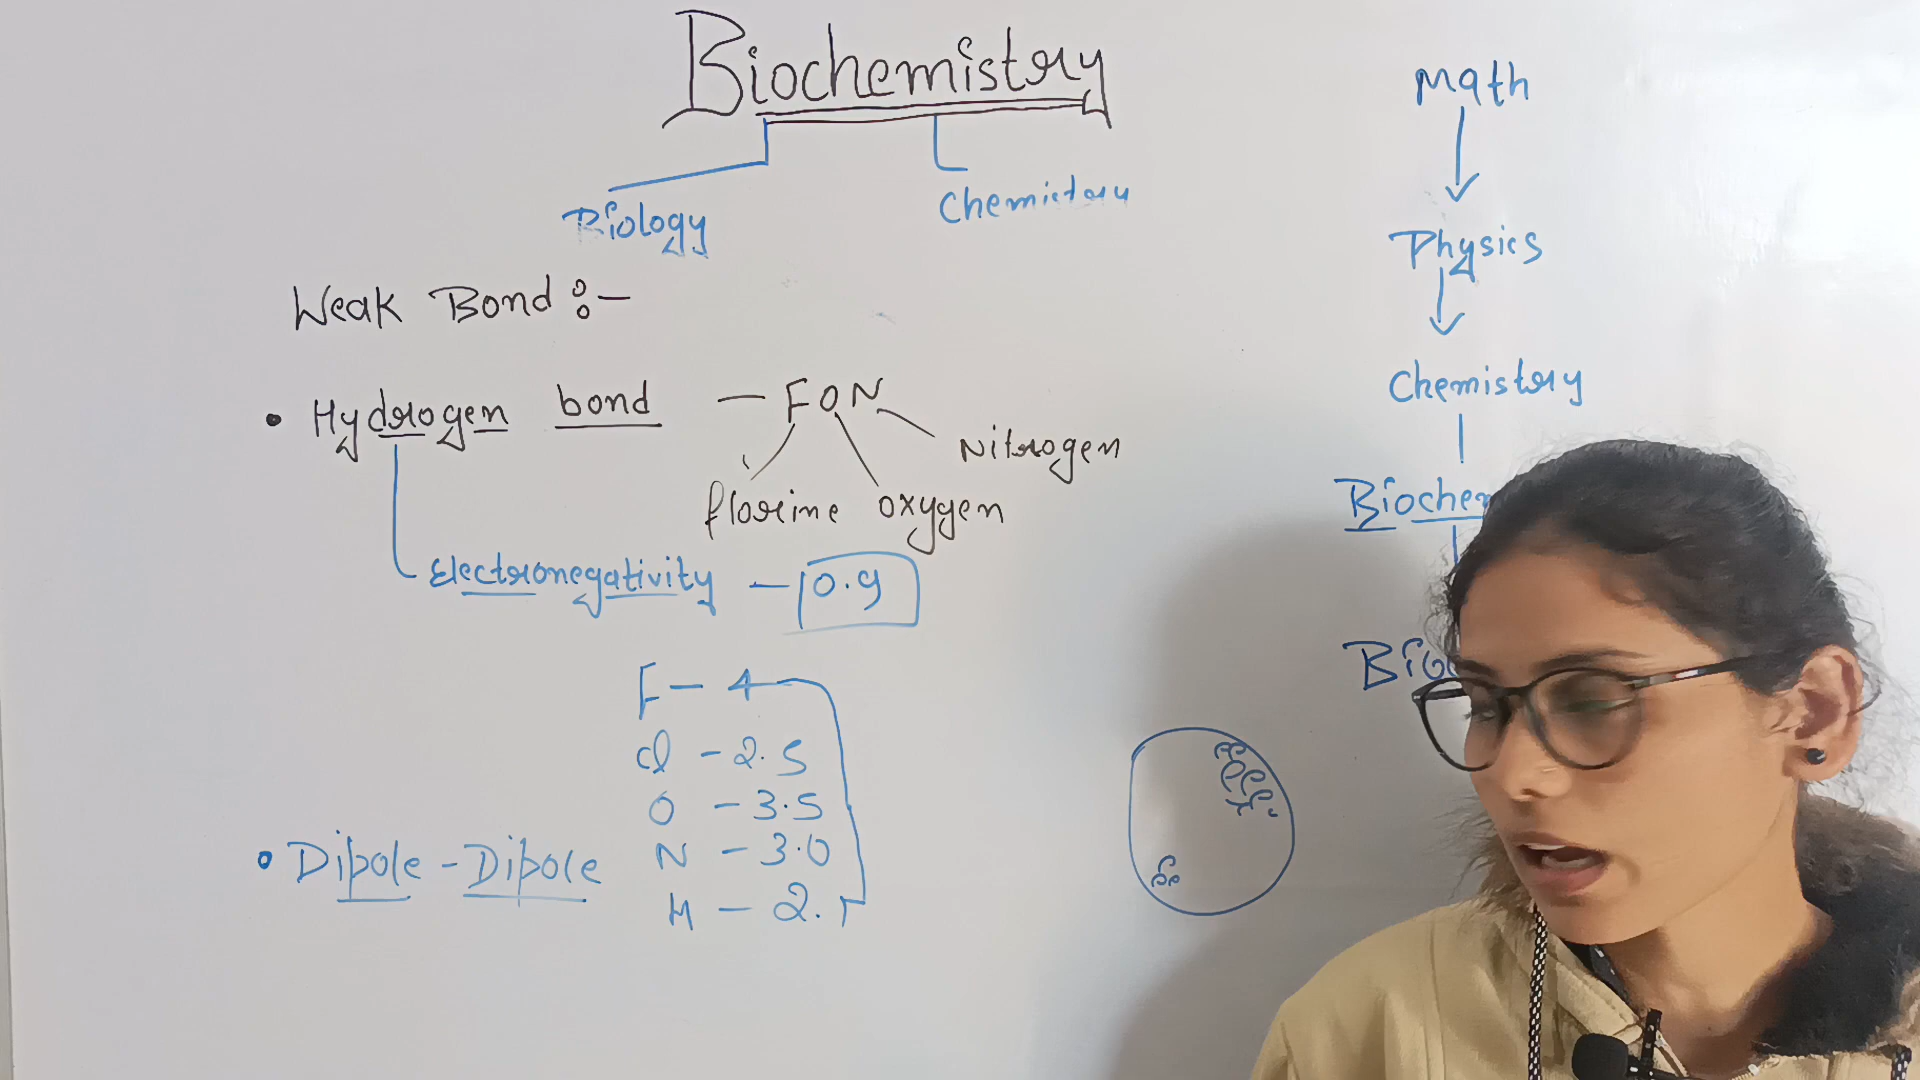 Biochemistry
Biology
Chemistry
Weak Bond :-
• Hydrogen bond - FON
florine oxygen Nitrogen
Electronegativity - 0.9
F - 4
Cl - 2.5
O - 3.5
N - 3.0
H - 2.1
• Dipole - Dipole
Math
Physics
Chemistry